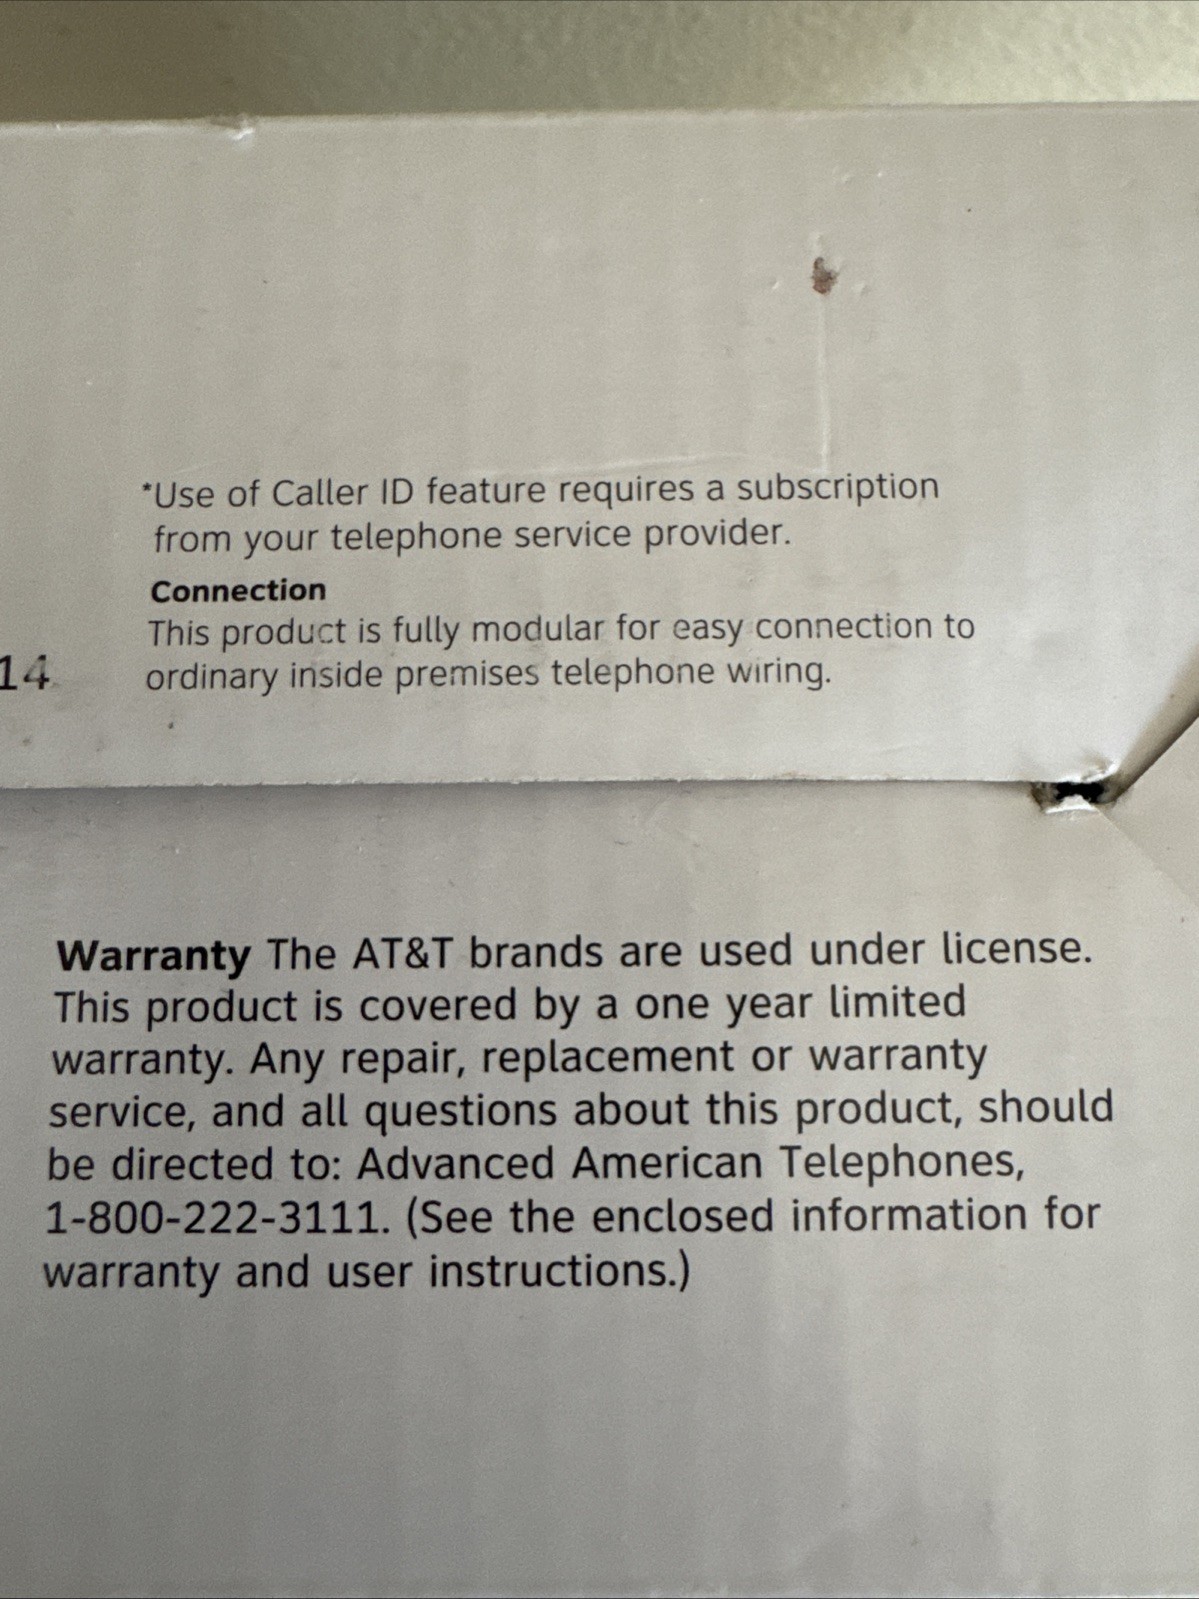 *Use of Caller ID feature requires a subscription
from your telephone service provider.
Connection
This product is fully modular for easy connection to
14
ordinary inside premises telephone wiring.
Warranty The AT&T brands are used under license.
This product is covered by a one year limited
warranty. Any repair, replacement or warranty
service, and all questions about this product, should
be directed to: Advanced American Telephones,
1-800-222-3111. (See the enclosed information for
warranty and user instructions.)